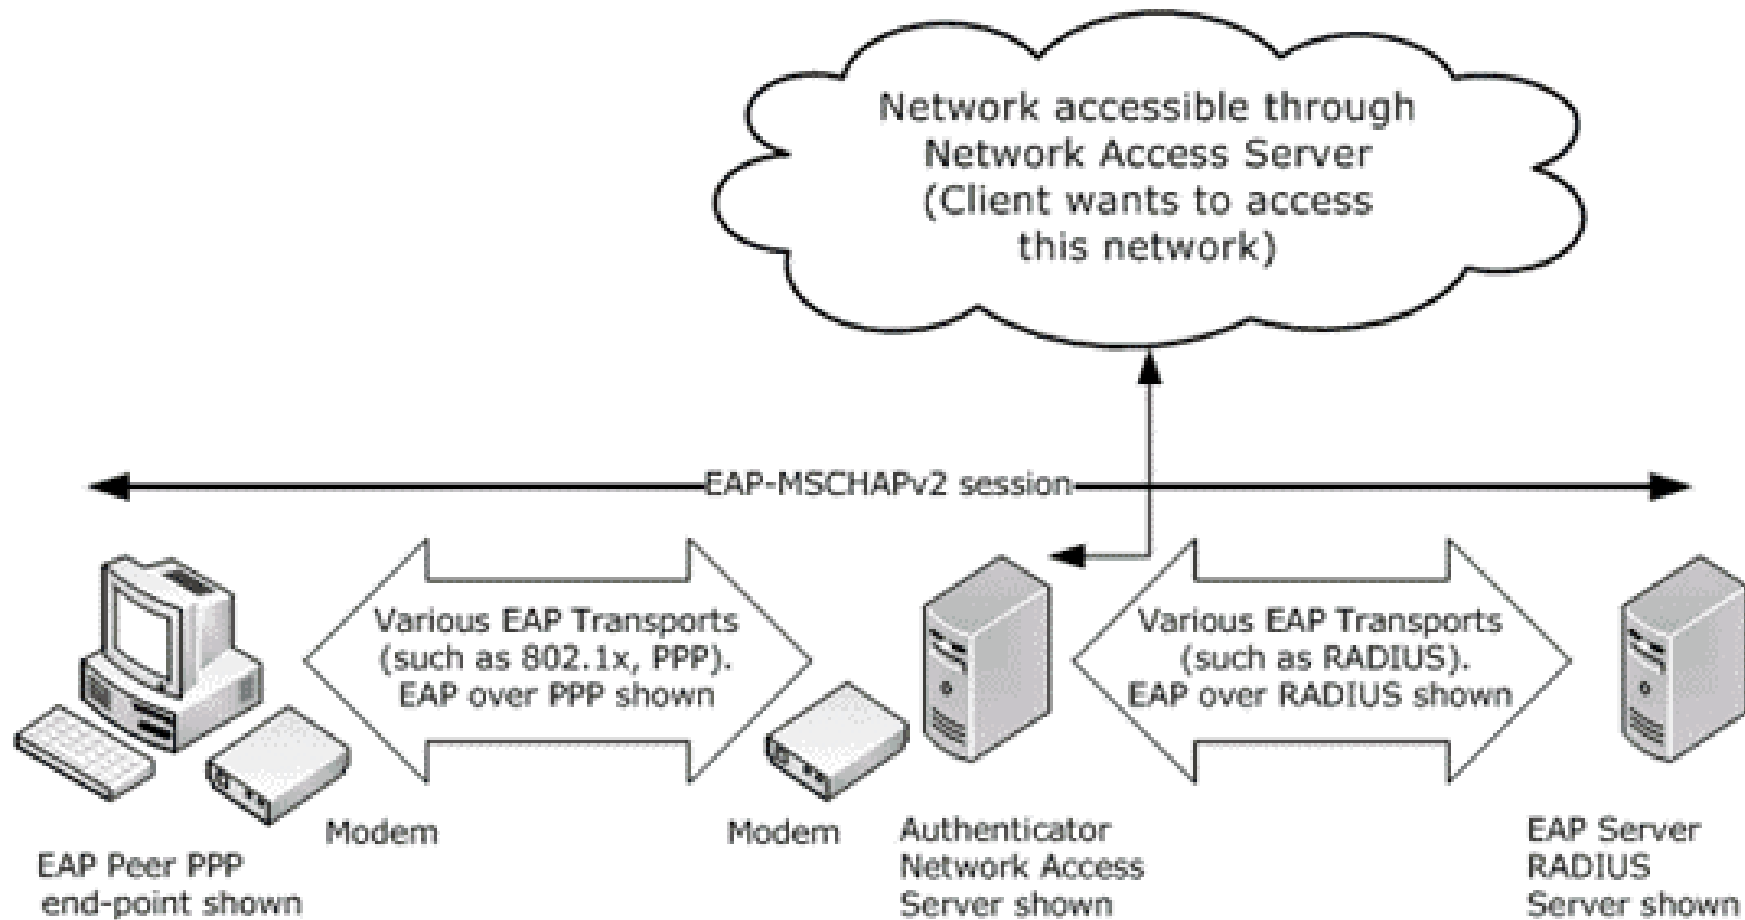 Network accessible through
Network Access Server
(Client wants to access
this network)
EAP-MSCHAPv2 session
Various EAP Transports
(such as 802.1x, PPP).
EAP over PPP shown
Various EAP Transports
(such as RADIUS).
EAP over RADIUS shown
Modem
EAP Peer PPP
end-point shown
Modem
Authenticator
Network Access
Server shown
EAP Server
RADIUS
Server shown